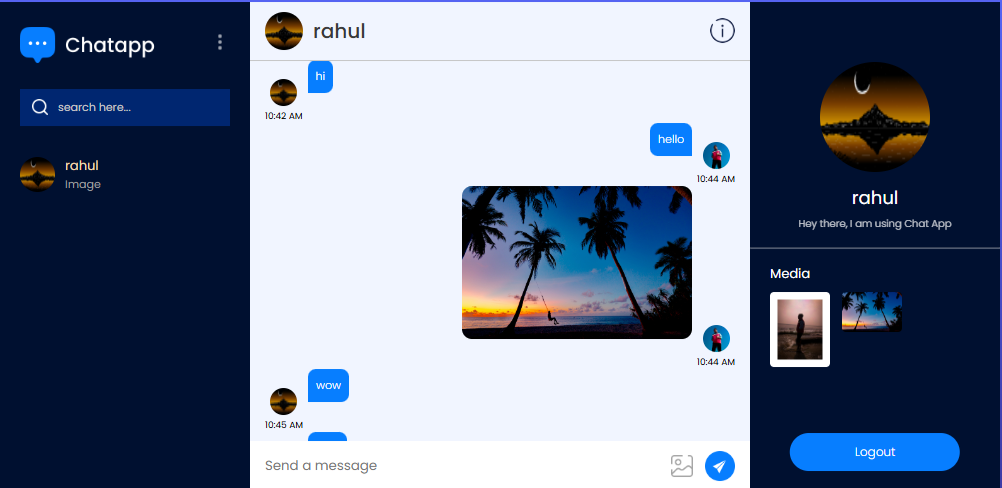 Chatapp
search here...
rahul
Image
rahul
hi
10:42 AM
hello
10:44 AM
10:44 AM
wow
10:45 AM
Send a message
rahul
Hey there, I am using Chat App
Media
Logout